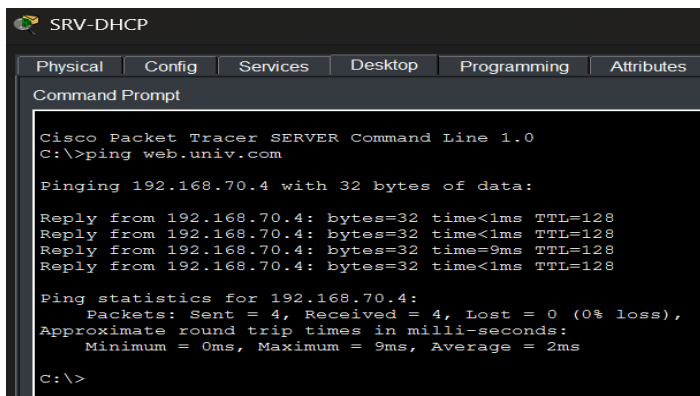 SRV-DHCP
Physical Config Services Desktop Programming Attributes
Command Prompt
Cisco Packet Tracer SERVER Command Line 1.0
C:\>ping web.univ.com
Pinging 192.168.70.4 with 32 bytes of data:
Reply from 192.168.70.4: bytes=32 time<1ms TTL=128
Reply from 192.168.70.4: bytes=32 time<1ms TTL=128
Reply from 192.168.70.4: bytes=32 time=9ms TTL=128
Reply from 192.168.70.4: bytes=32 time<1ms TTL=128
Ping statistics for 192.168.70.4:
Packets: Sent = 4, Received = 4, Lost = 0 (0% loss),
Approximate round trip times in milli-seconds:
Minimum = 0ms, Maximum = 9ms, Average = 2ms
C:\>